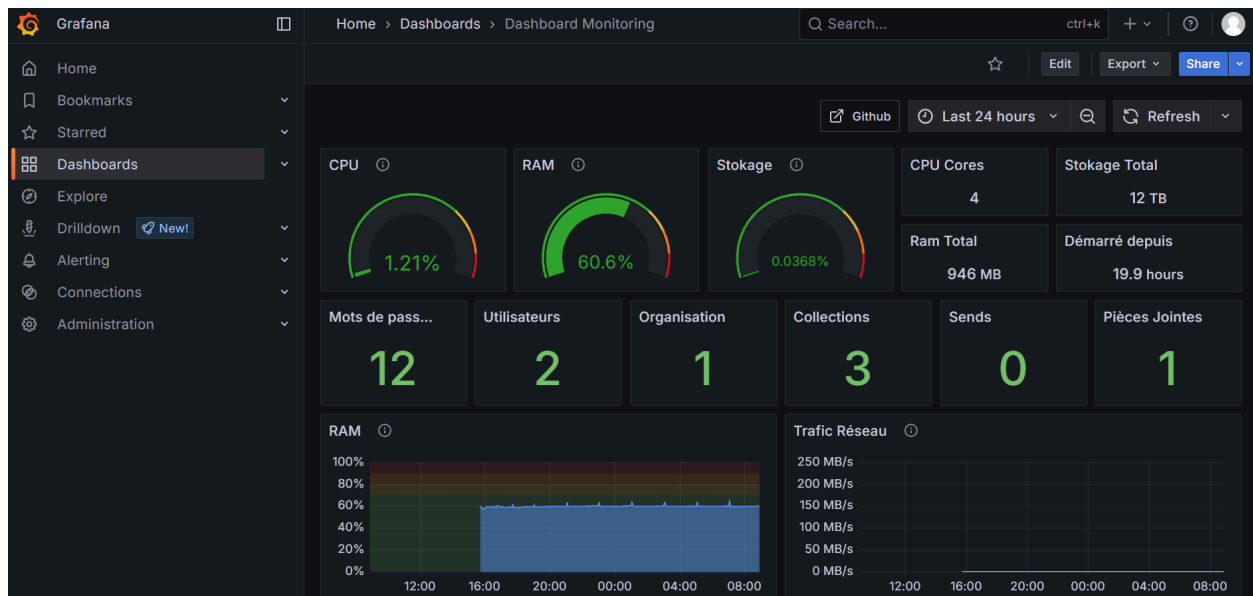 Grafana
Home > Dashboards > Dashboard Monitoring
Search...
ctrl+k
Home
Bookmarks
Starred
Dashboards
Explore
Drilldown New!
Alerting
Connections
Administration
Edit
Export
Share
Github
Last 24 hours
Refresh
CPU
1.21%
RAM
60.6%
Stokage
0.0368%
CPU Cores
4
Stokage Total
12 TB
Ram Total
946 MB
Démarré depuis
19.9 hours
Mots de pass...
12
Utilisateurs
2
Organisation
1
Collections
3
Sends
0
Pièces Jointes
1
RAM
100%
80%
60%
40%
20%
0%
12:00 16:00 20:00 00:00 04:00 08:00
Trafic Réseau
250 MB/s
200 MB/s
150 MB/s
100 MB/s
50 MB/s
0 MB/s
12:00 16:00 20:00 00:00 04:00 08:00